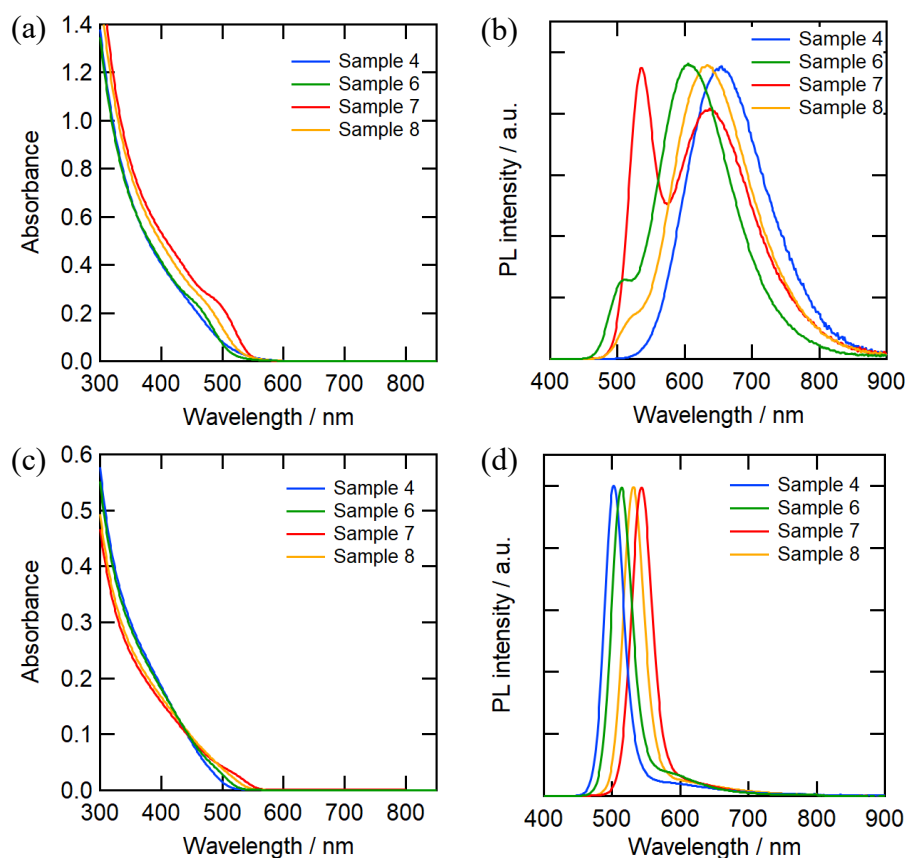 (a)
1.4
1.2
1.0
0.8
0.6
0.4
0.2
0.0
Absorbance
Sample 4
Sample 6
Sample 7
Sample 8
300 400 500 600 700 800
Wavelength / nm
(b)
PL intensity / a.u.
Sample 4
Sample 6
Sample 7
Sample 8
400 500 600 700 800 900
Wavelength / nm
(c)
0.6
0.5
0.4
0.3
0.2
0.1
0.0
Absorbance
Sample 4
Sample 6
Sample 7
Sample 8
300 400 500 600 700 800
Wavelength / nm
(d)
PL intensity / a.u.
Sample 4
Sample 6
Sample 7
Sample 8
400 500 600 700 800 900
Wavelength / nm